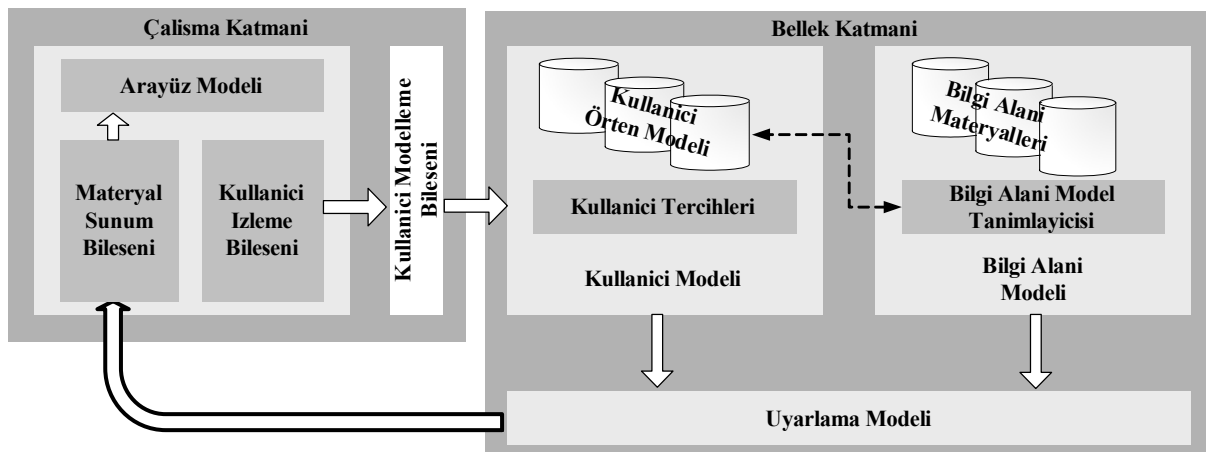 Çalisma Katmani
Arayüz Modeli
Materyal
Sunum
Bileseni
Kullanici
Izleme
Bileseni
Kullanici Modelleme
Bileseni
Bellek Katmani
Kullanici
Örten Modeli
Kullanici Tercihleri
Kullanici Modeli
Bilgi Alani
Materyalleri
Bilgi Alani Model
Tanimlayicisi
Bilgi Alani
Modeli
Uyarlama Modeli